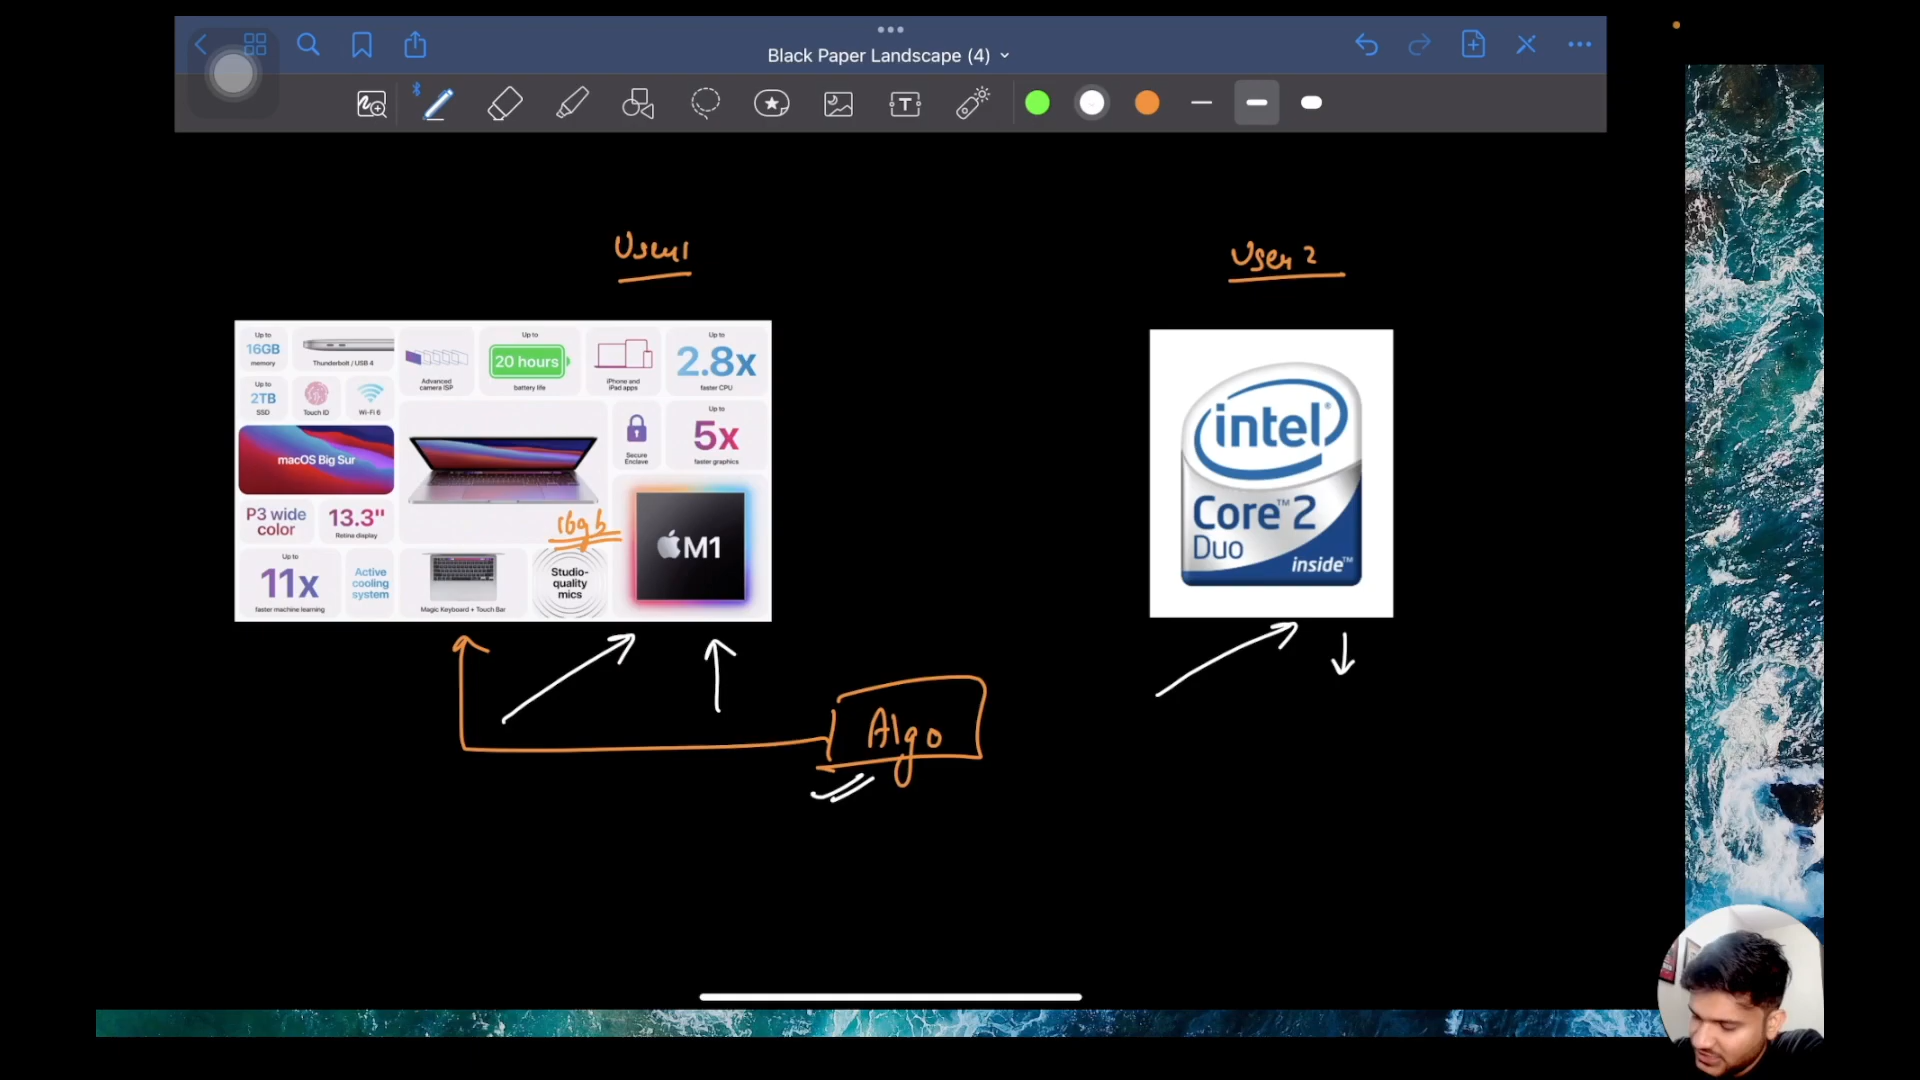 Black Paper Landscape (4)
User1
User 2
Up to
16GB
memory
Thunderbolt / USB 4
Up to
2TB
SSD
Touch ID
Wi-Fi 6
Advanced
camera ISP
Up to
20 hours
battery life
iPhone and
iPad apps
Up to
2.8x
faster CPU
macOS Big Sur
Secure
Enclave
Up to
5x
faster graphics
P3 wide
color
13.3"
Retina display
16gb
M1
Up to
11x
faster machine learning
Active
cooling
system
Magic Keyboard + Touch Bar
Studio-
quality
mics
intel®
Core™2
Duo
inside™
Algo